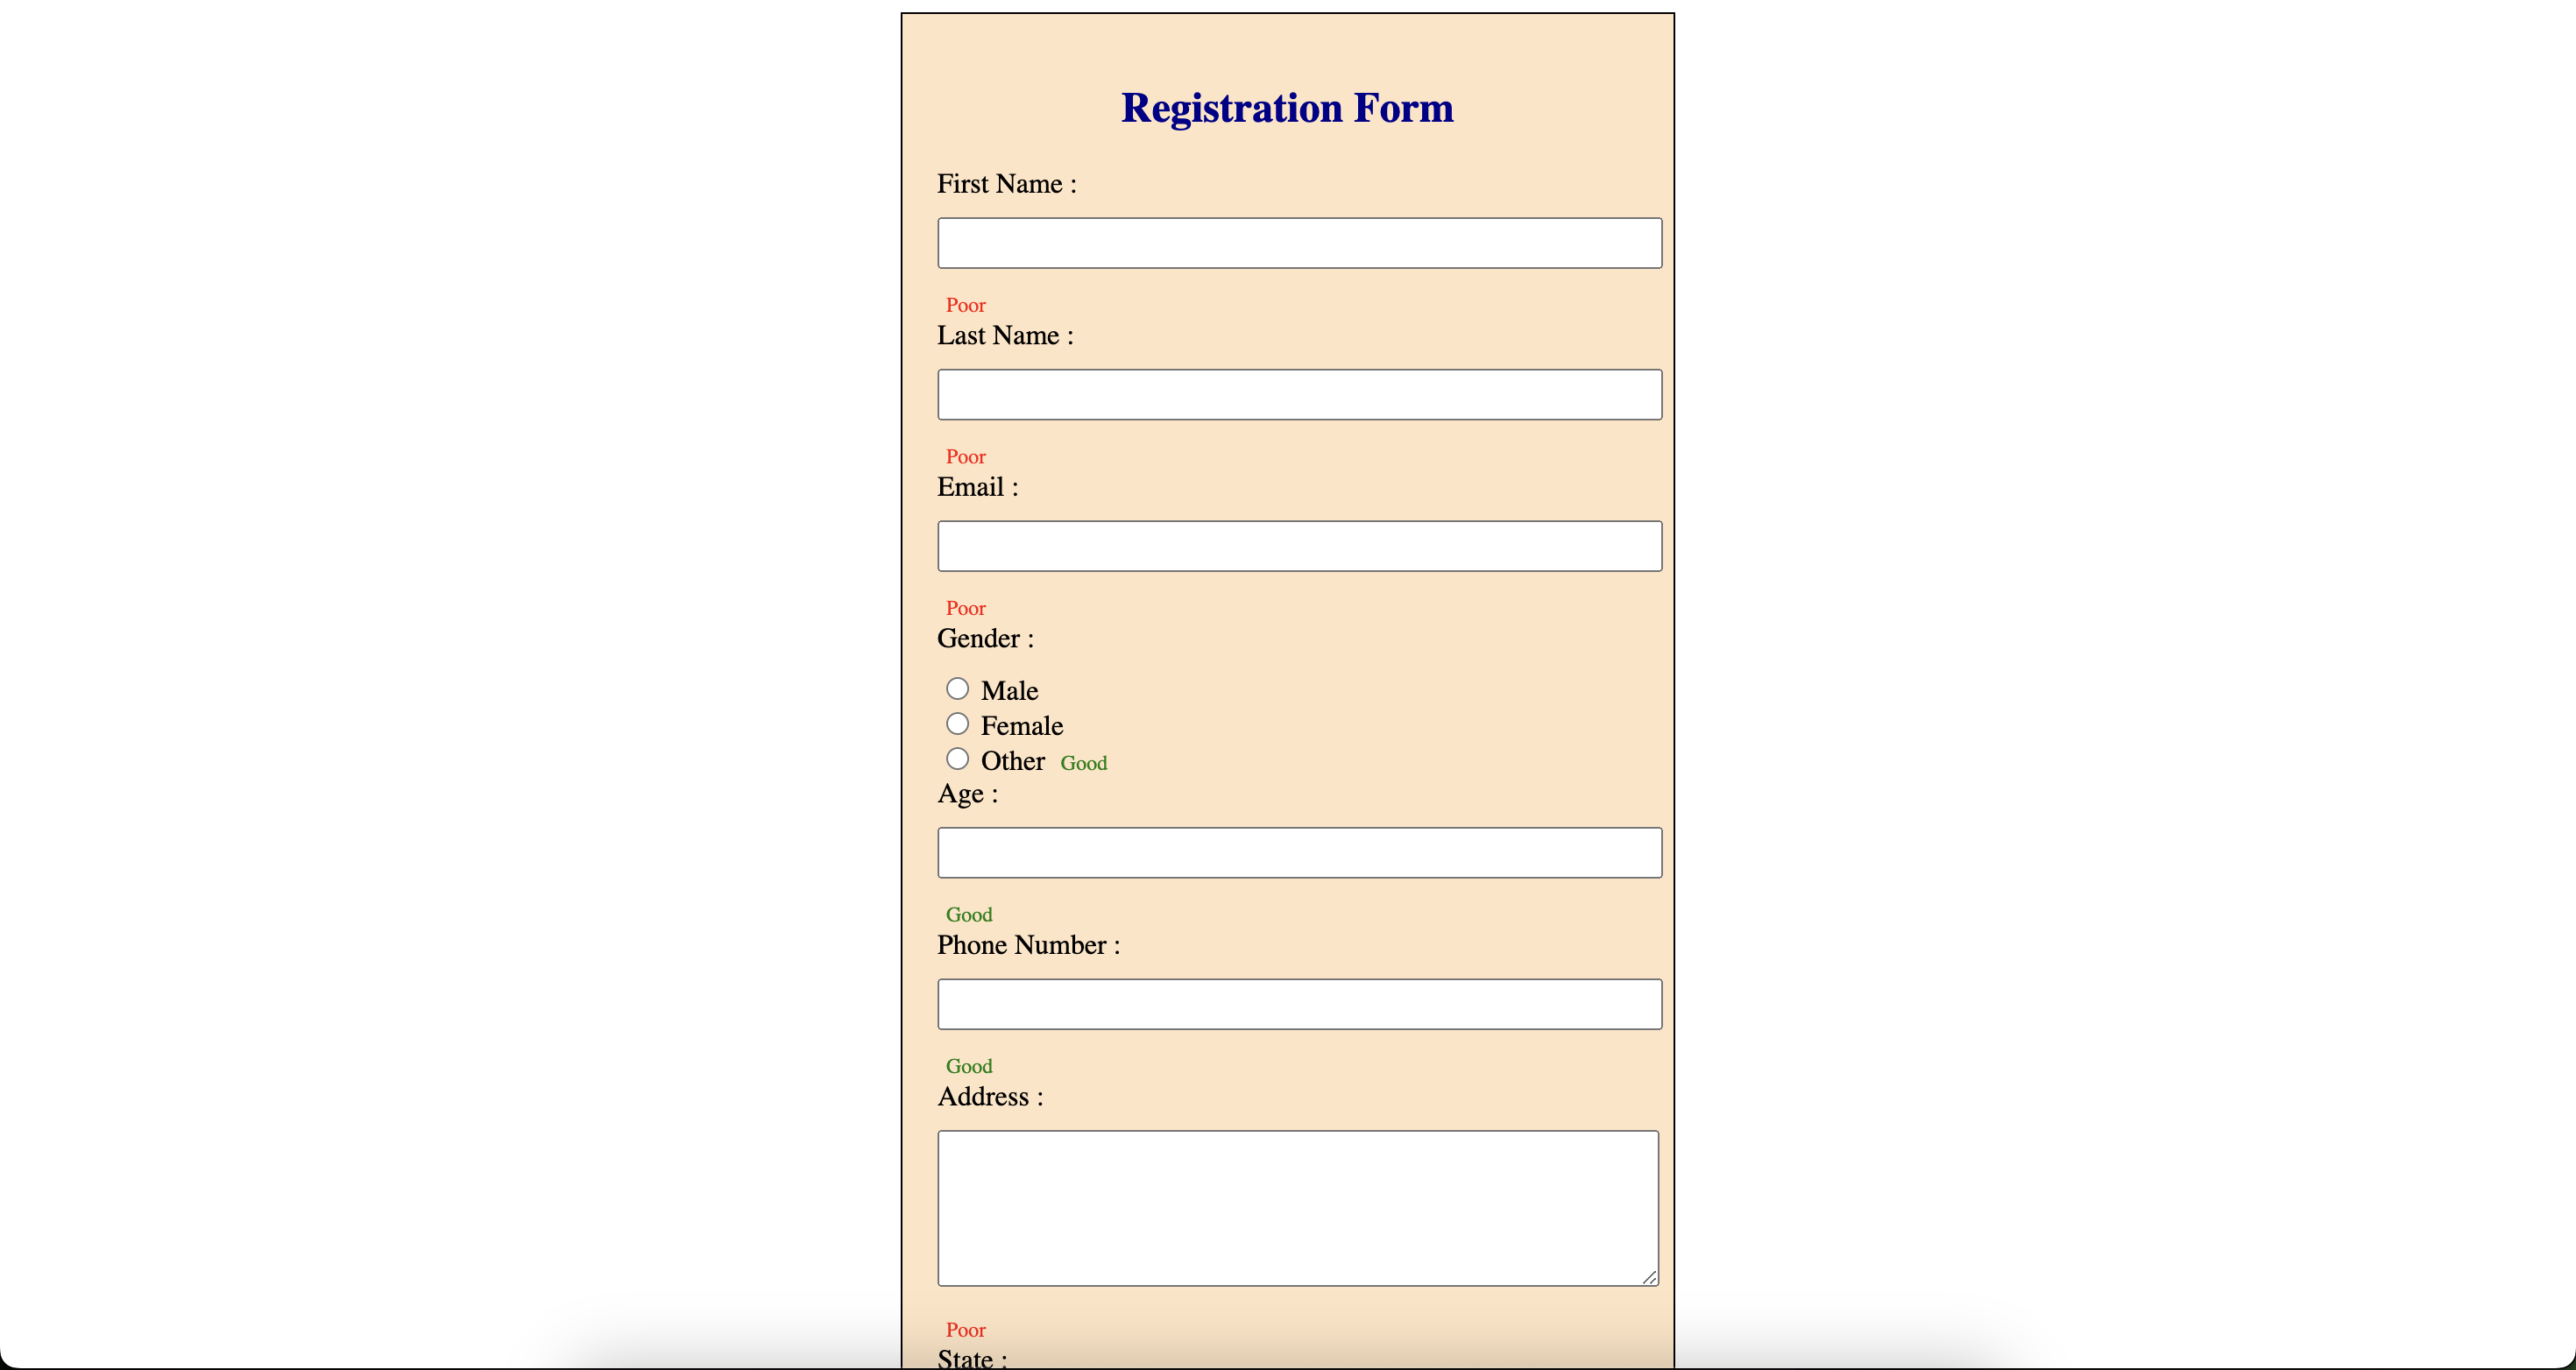 Registration Form
First Name :
Poor
Last Name :
Poor
Email :
Poor
Gender :
Male
Female
Other Good
Age :
Good
Phone Number :
Good
Address :
Poor
State :